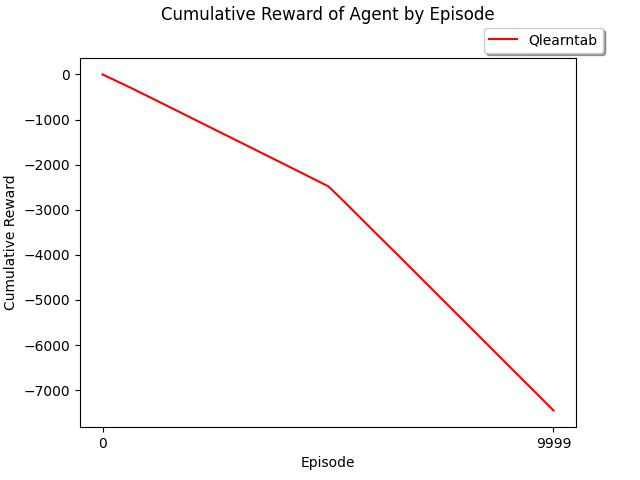 Cumulative Reward of Agent by Episode
Qlearntab
0
−1000
−2000
−3000
−4000
−5000
−6000
−7000
Cumulative Reward
0 9999
Episode